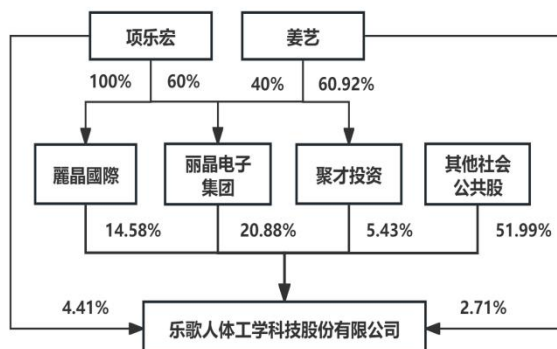 项乐宏
姜艺
100%
60%
40%
60.92%
麗晶國際
丽晶电子
集团
聚才投资
其他社会
公共股
14.58%
20.88%
5.43%
51.99%
4.41%
2.71%
乐歌人体工学科技股份有限公司